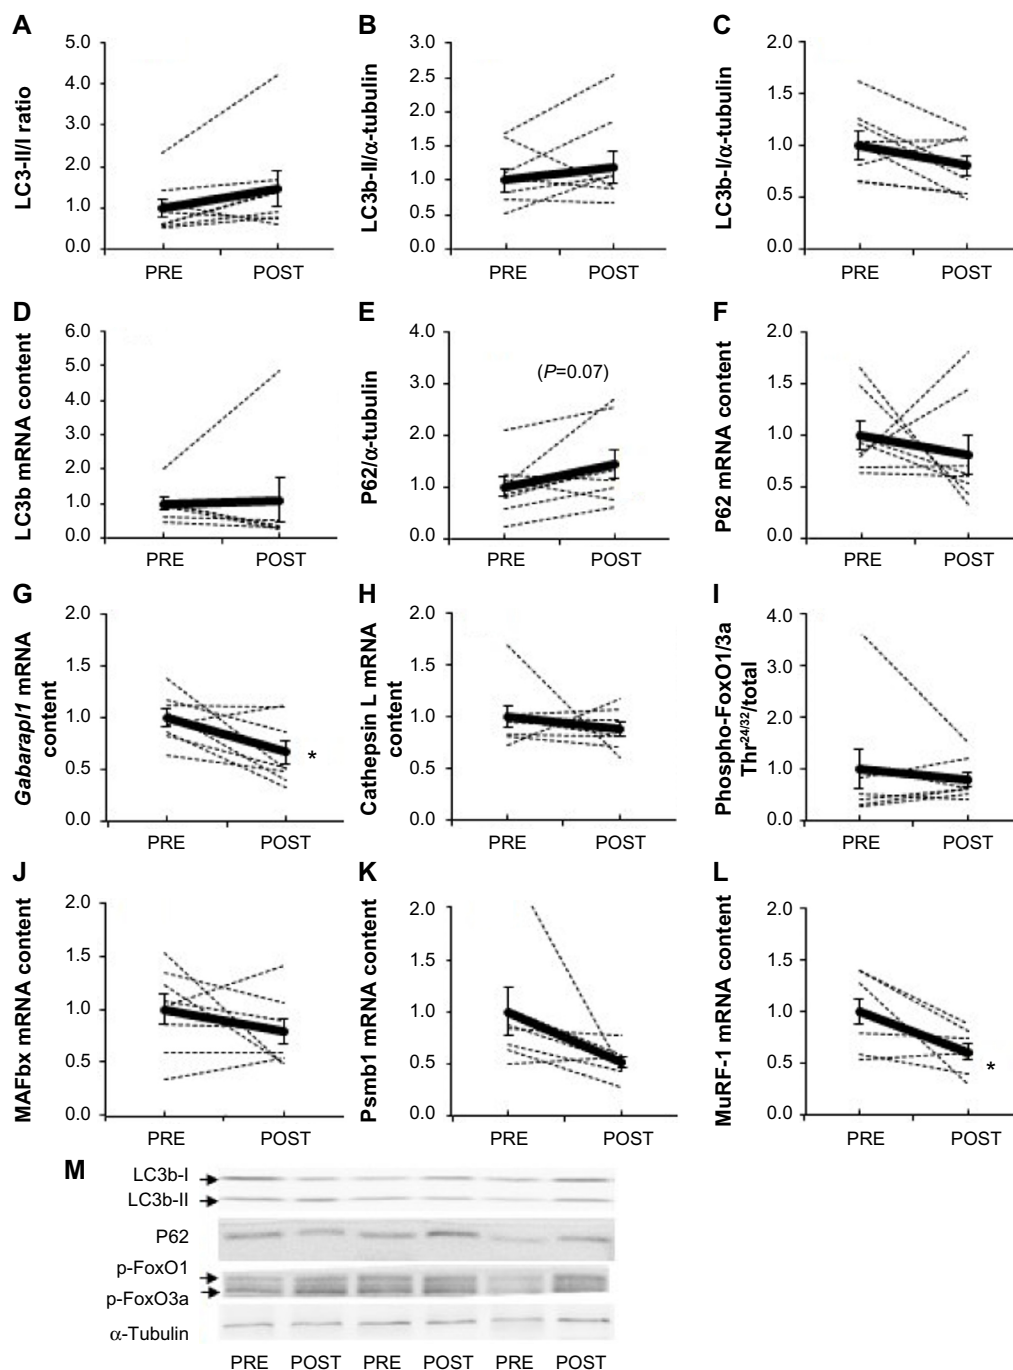 A
LC3-II/I ratio
5.0
4.0
3.0
2.0
1.0
0.0
PRE
POST
B
LC3b-II/α-tubulin
3.0
2.5
2.0
1.5
1.0
0.5
0.0
PRE
POST
C
LC3b-I/α-tubulin
2.0
1.5
1.0
0.5
0.0
PRE
POST
D
LC3b mRNA content
6.0
5.0
4.0
3.0
2.0
1.0
0.0
PRE
POST
E
P62/α-tubulin
4.0
3.0
2.0
1.0
0.0
(P=0.07)
PRE
POST
F
P62 mRNA content
2.0
1.5
1.0
0.5
0.0
PRE
POST
G
Gabarapl1 mRNA
content
2.0
1.5
1.0
0.5
0.0
*
PRE
POST
H
Cathepsin L mRNA
content
2.0
1.5
1.0
0.5
0.0
PRE
POST
I
Phospho-FoxO1/3a
Thr24/32/total
4.0
3.0
2.0
1.0
0.0
PRE
POST
J
MAFbx mRNA content
2.0
1.5
1.0
0.5
0.0
PRE
POST
K
Psmb1 mRNA content
2.0
1.5
1.0
0.5
0.0
PRE
POST
L
MuRF-1 mRNA content
2.0
1.5
1.0
0.5
0.0
*
PRE
POST
M
LC3b-I
LC3b-II
P62
p-FoxO1
p-FoxO3a
α-Tubulin
PRE POST PRE POST PRE POST